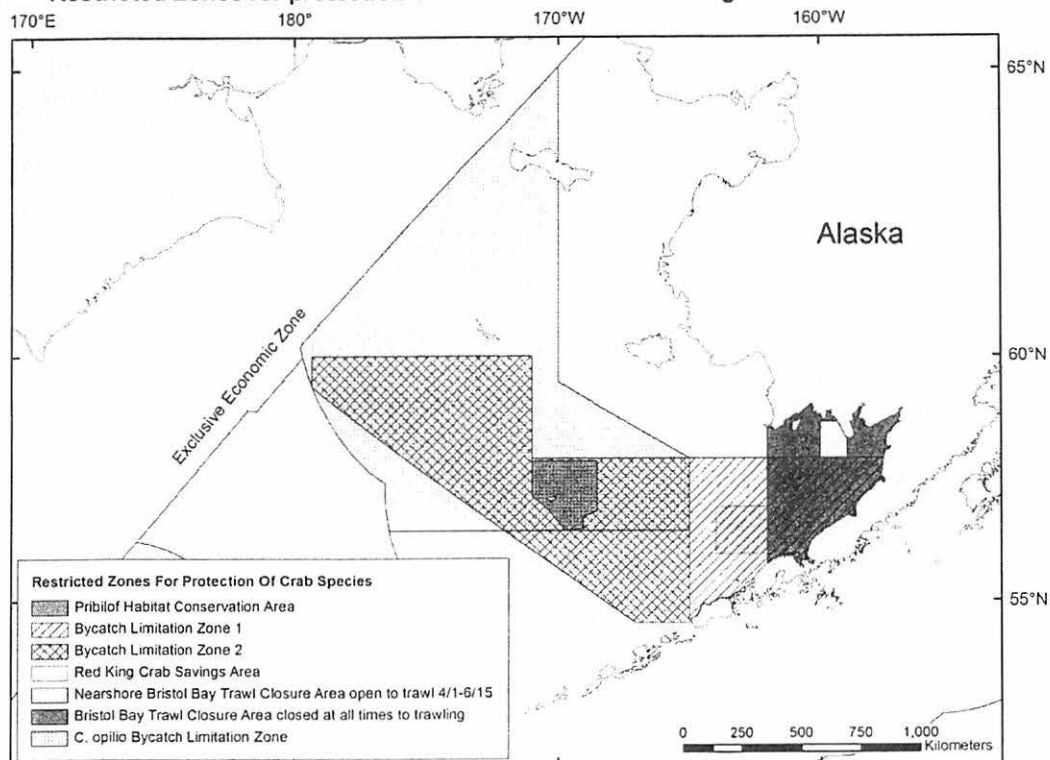 170°E
180°
170°W
160°W
65°N
Alaska
60°N
Exclusive Economic Zone
55°N
Restricted Zones For Protection Of Crab Species
Pribilof Habitat Conservation Area
Bycatch Limitation Zone 1
Bycatch Limitation Zone 2
Red King Crab Savings Area
Nearshore Bristol Bay Trawl Closure Area open to trawl 4/1-6/15
Bristol Bay Trawl Closure Area closed at all times to trawling
C. opilio Bycatch Limitation Zone
0 250 500 750 1,000
Kilometers